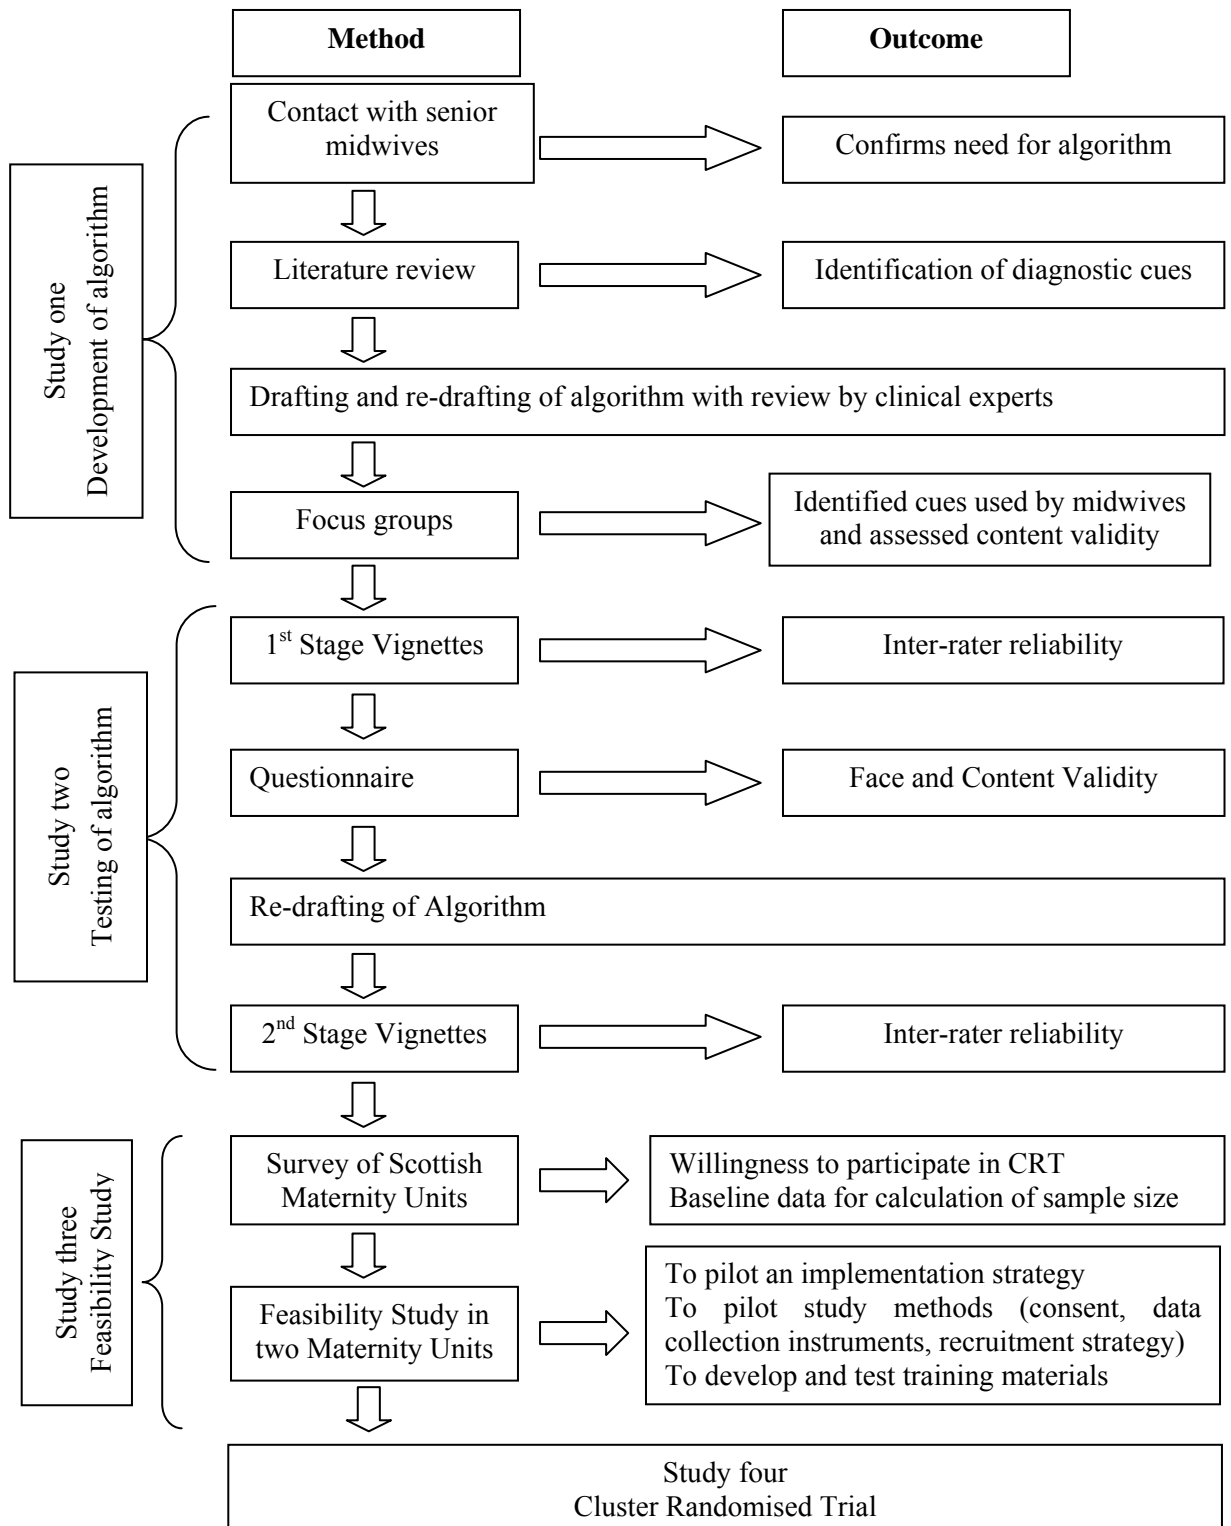 Method
Outcome
Study one
Development of algorithm
Contact with senior
midwives
Confirms need for algorithm
Literature review
Identification of diagnostic cues
Drafting and re-drafting of algorithm with review by clinical experts
Focus groups
Identified cues used by midwives
and assessed content validity
Study two
Testing of algorithm
1st Stage Vignettes
Inter-rater reliability
Questionnaire
Face and Content Validity
Re-drafting of Algorithm
2nd Stage Vignettes
Inter-rater reliability
Study three
Feasibility Study
Survey of Scottish
Maternity Units
Willingness to participate in CRT
Baseline data for calculation of sample size
Feasibility Study in
two Maternity Units
To pilot an implementation strategy
To pilot study methods (consent, data
collection instruments, recruitment strategy)
To develop and test training materials
Study four
Cluster Randomised Trial